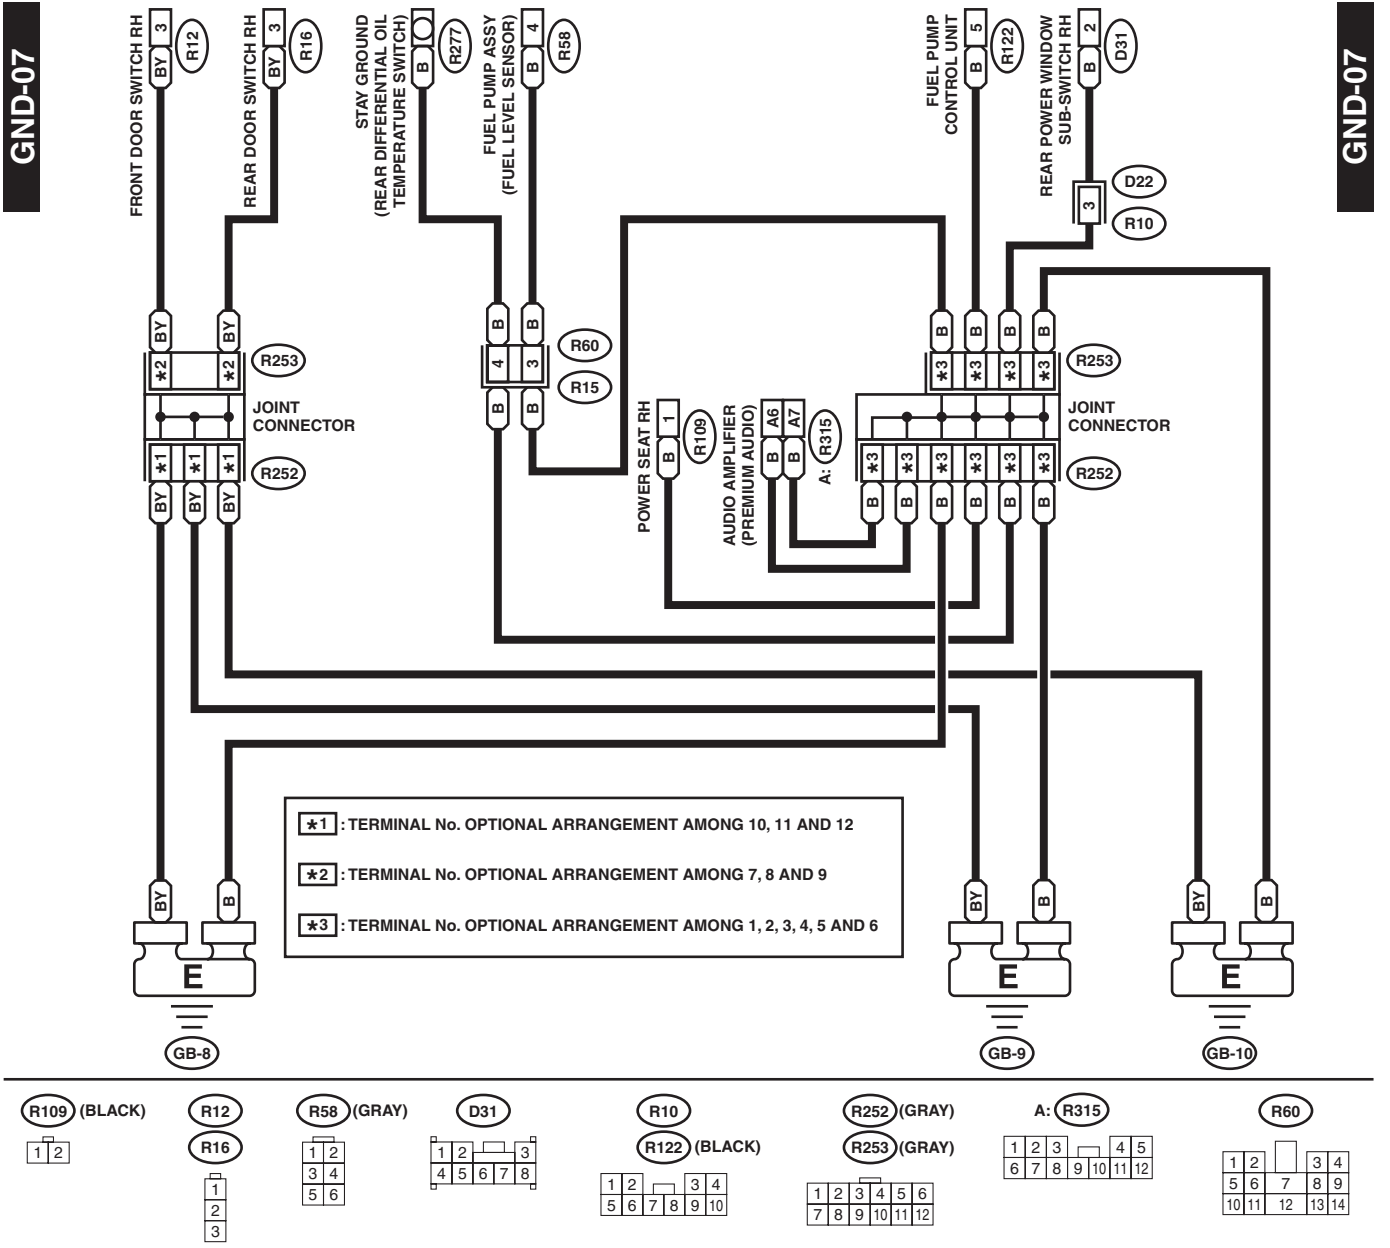 GND-07
GND-07
FRONT DOOR SWITCH RH
3
BY
R12
REAR DOOR SWITCH RH
3
BY
R16
STAY GROUND
(REAR DIFFERENTIAL OIL
TEMPERATURE SWITCH)
B
R277
FUEL PUMP ASSY
(FUEL LEVEL SENSOR)
4
B
R58
FUEL PUMP
CONTROL UNIT
5
B
R122
REAR POWER WINDOW
SUB-SWITCH RH
2
B
D31
3
D22
R10
BY
BY
*2
*2
R253
JOINT
CONNECTOR
*1
*1
*1
R252
BY
BY
BY
B
B
4
3
R60
R15
B
B
POWER SEAT RH
1
B
R109
AUDIO AMPLIFIER
(PREMIUM AUDIO)
A6
A7
B
B
A: R315
B
B
B
B
*3
*3
*3
*3
R253
JOINT
CONNECTOR
*3
*3
*3
*3
*3
*3
R252
B
B
B
B
B
B
*1 : TERMINAL No. OPTIONAL ARRANGEMENT AMONG 10, 11 AND 12
*2 : TERMINAL No. OPTIONAL ARRANGEMENT AMONG 7, 8 AND 9
*3 : TERMINAL No. OPTIONAL ARRANGEMENT AMONG 1, 2, 3, 4, 5 AND 6
BY
B
E
GB-8
BY
B
E
GB-9
BY
B
E
GB-10
R109 (BLACK)
1 2
R12
R16
1
2
3
R58 (GRAY)
1 2
3 4
5 6
D31
1 2 3
4 5 6 7 8
R10
R122 (BLACK)
1 2 3 4
5 6 7 8 9 10
R252 (GRAY)
R253 (GRAY)
1 2 3 4 5 6
7 8 9 10 11 12
A: R315
1 2 3 4 5
6 7 8 9 10 11 12
R60
1 2 3 4
5 6 7 8 9
10 11 12 13 14